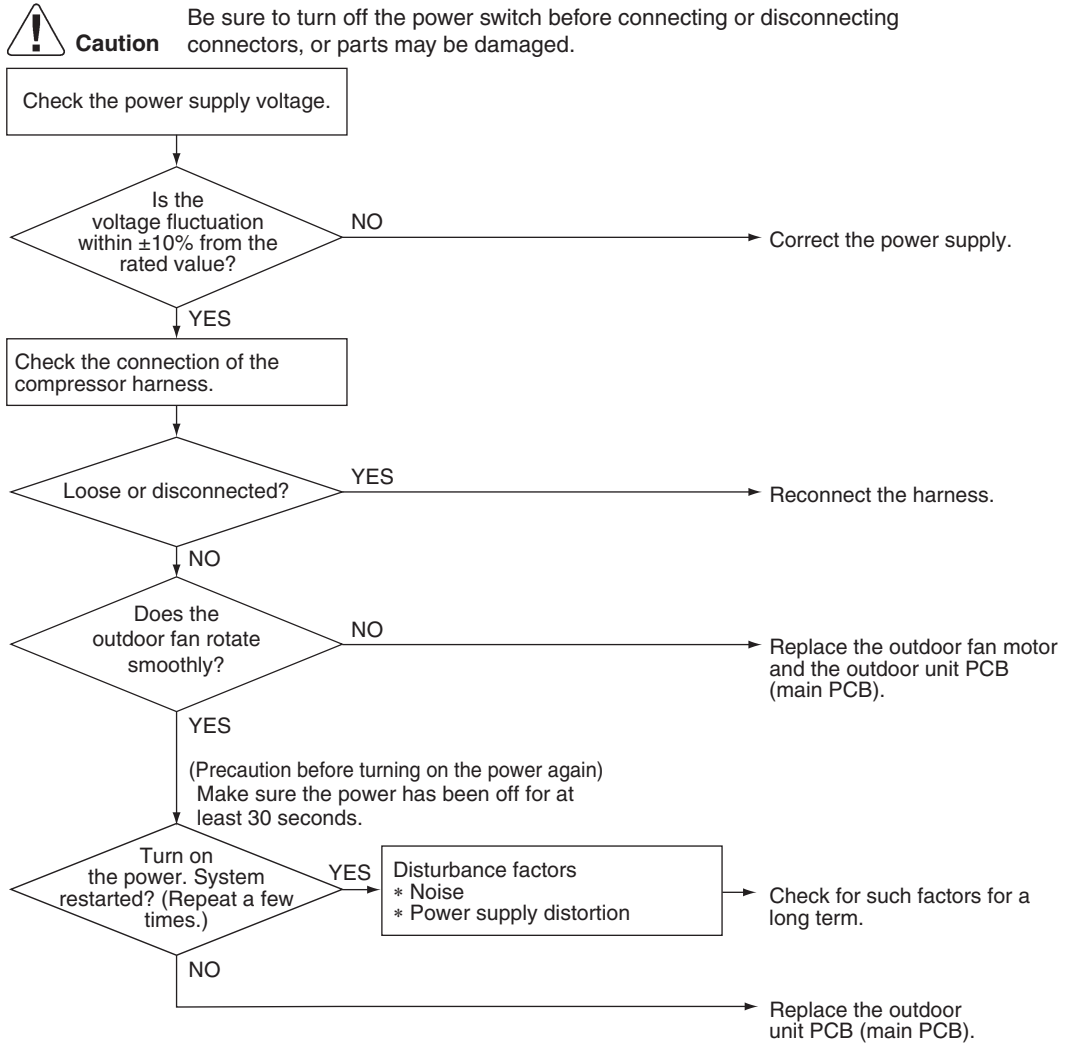 Be sure to turn off the power switch before connecting or disconnecting
Caution connectors, or parts may be damaged.
Check the power supply voltage.
Is the
voltage fluctuation
within ±10% from the
rated value?
NO
Correct the power supply.
YES
Check the connection of the
compressor harness.
Loose or disconnected?
YES
Reconnect the harness.
NO
Does the
outdoor fan rotate
smoothly?
NO
Replace the outdoor fan motor
and the outdoor unit PCB
(main PCB).
YES
(Precaution before turning on the power again)
Make sure the power has been off for at
least 30 seconds.
Turn on
the power. System
restarted? (Repeat a few
times.)
YES
Disturbance factors
* Noise
* Power supply distortion
Check for such factors for a
long term.
NO
Replace the outdoor
unit PCB (main PCB).